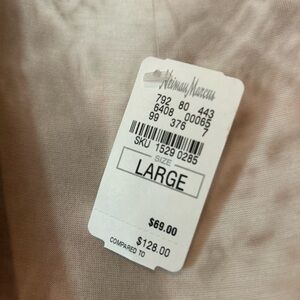 Neiman Marcus
792 80 443
6408 00065
99 376 7
SKU 1529 0285
SIZE
LARGE
$69.00
$128.00
COMPARED TO